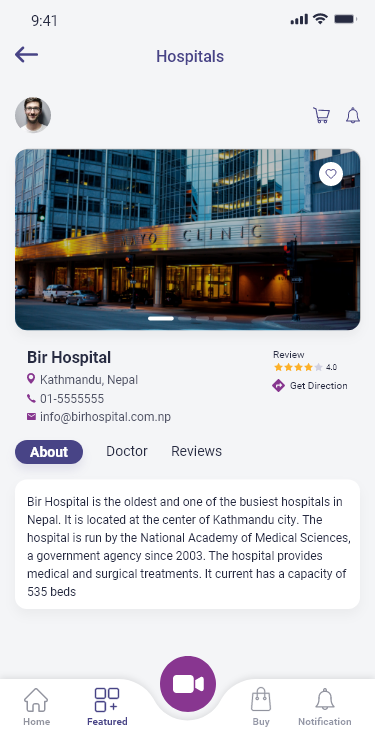 9:41
Hospitals
MAYO CLINIC
Bir Hospital
Review
4.0
Kathmandu, Nepal
Get Direction
01-5555555
info@birhospital.com.np
About Doctor Reviews
Bir Hospital is the oldest and one of the busiest hospitals in
Nepal. It is located at the center of Kathmandu city. The
hospital is run by the National Academy of Medical Sciences,
a government agency since 2003. The hospital provides
medical and surgical treatments. It current has a capacity of
535 beds
Home Featured Buy Notification